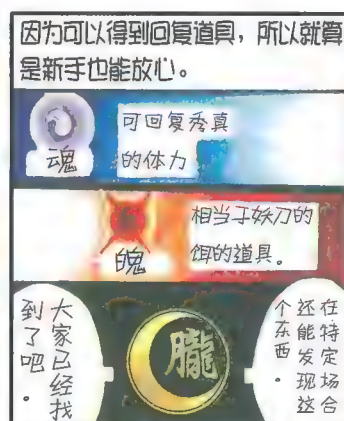 因为可以得到回复道具，所以就算
是新手也能放心。
魂
可回复秀真
的体力
魄
相当于妖刀的
饵的道具。
朧
在特定场合
还能发现这
个东西。
大家已经找
到了吧。